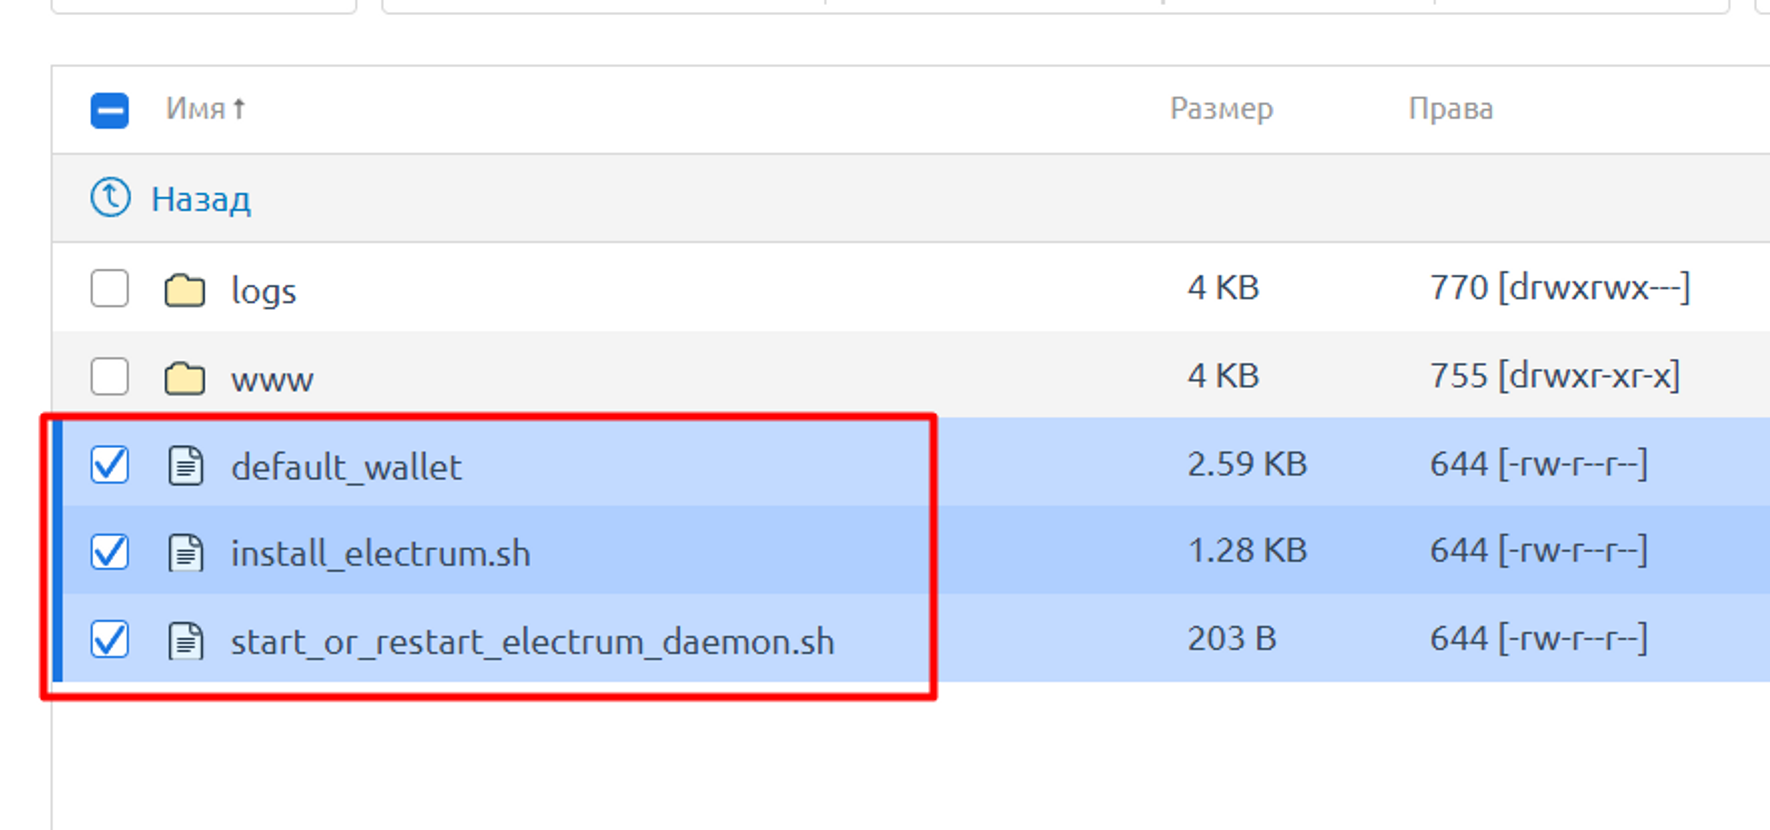 Имя↑ Размер Права
Назад
logs 4 KB 770 [drwxrwx---]
www 4 KB 755 [drwxr-xr-x]
default_wallet 2.59 KB 644 [-rw-r--r--]
install_electrum.sh 1.28 KB 644 [-rw-r--r--]
start_or_restart_electrum_daemon.sh 203 B 644 [-rw-r--r--]